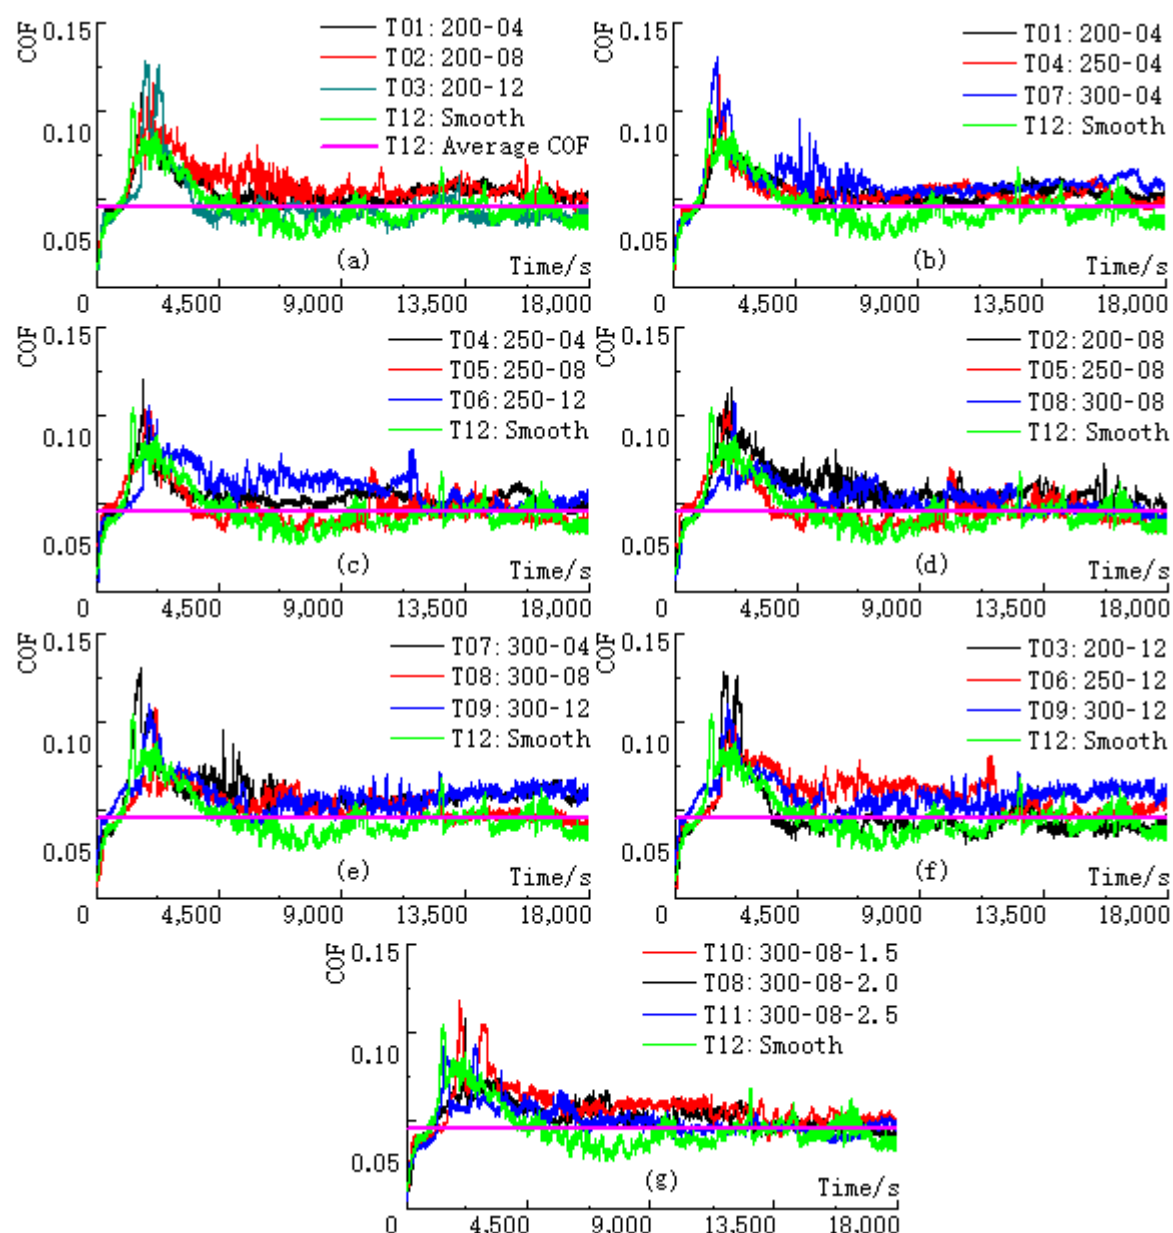 COF
0.15
0.10
0.05
T01:200-04
T02:200-08
T03:200-12
T12:Smooth
T12:Average COF
(a)
Time/s
0 4,500 9,000 13,500 18,000
COF
0.15
0.10
0.05
T01:200-04
T04:250-04
T07:300-04
T12:Smooth
(b)
Time/s
0 4,500 9,000 13,500 18,000
COF
0.15
0.10
0.05
T04:250-04
T05:250-08
T06:250-12
T12:Smooth
(c)
Time/s
0 4,500 9,000 13,500 18,000
COF
0.15
0.10
0.05
T02:200-08
T05:250-08
T08:300-08
T12:Smooth
(d)
Time/s
0 4,500 9,000 13,500 18,000
COF
0.15
0.10
0.05
T07:300-04
T08:300-08
T09:300-12
T12:Smooth
(e)
Time/s
0 4,500 9,000 13,500 18,000
COF
0.15
0.10
0.05
T03:200-12
T06:250-12
T09:300-12
T12:Smooth
(f)
Time/s
0 4,500 9,000 13,500 18,000
COF
0.15
0.10
0.05
T10:300-08-1.5
T08:300-08-2.0
T11:300-08-2.5
T12:Smooth
(g)
Time/s
0 4,500 9,000 13,500 18,000